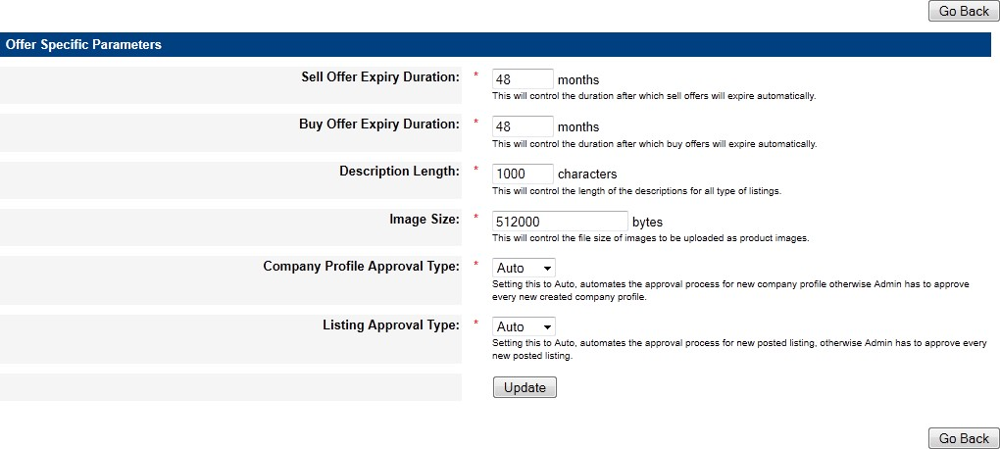 Go Back
Offer Specific Parameters
Sell Offer Expiry Duration: * 48 months
This will control the duration after which sell offers will expire automatically.
Buy Offer Expiry Duration: * 48 months
This will control the duration after which buy offers will expire automatically.
Description Length: * 1000 characters
This will control the length of the descriptions for all type of listings.
Image Size: * 512000 bytes
This will control the file size of images to be uploaded as product images.
Company Profile Approval Type: * Auto
Setting this to Auto, automates the approval process for new company profile otherwise Admin has to approve
every new created company profile.
Listing Approval Type: * Auto
Setting this to Auto, automates the approval process for new posted listing, otherwise Admin has to approve every
new posted listing.
Update
Go Back